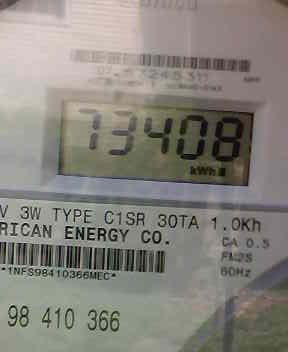 73408
kWh
V 3W TYPE C1SR 30TA 1.0Kh
RICAN ENERGY CO.
CA 0.5
FM2S
60Hz
*1NFS98410366MEC*
98 410 366